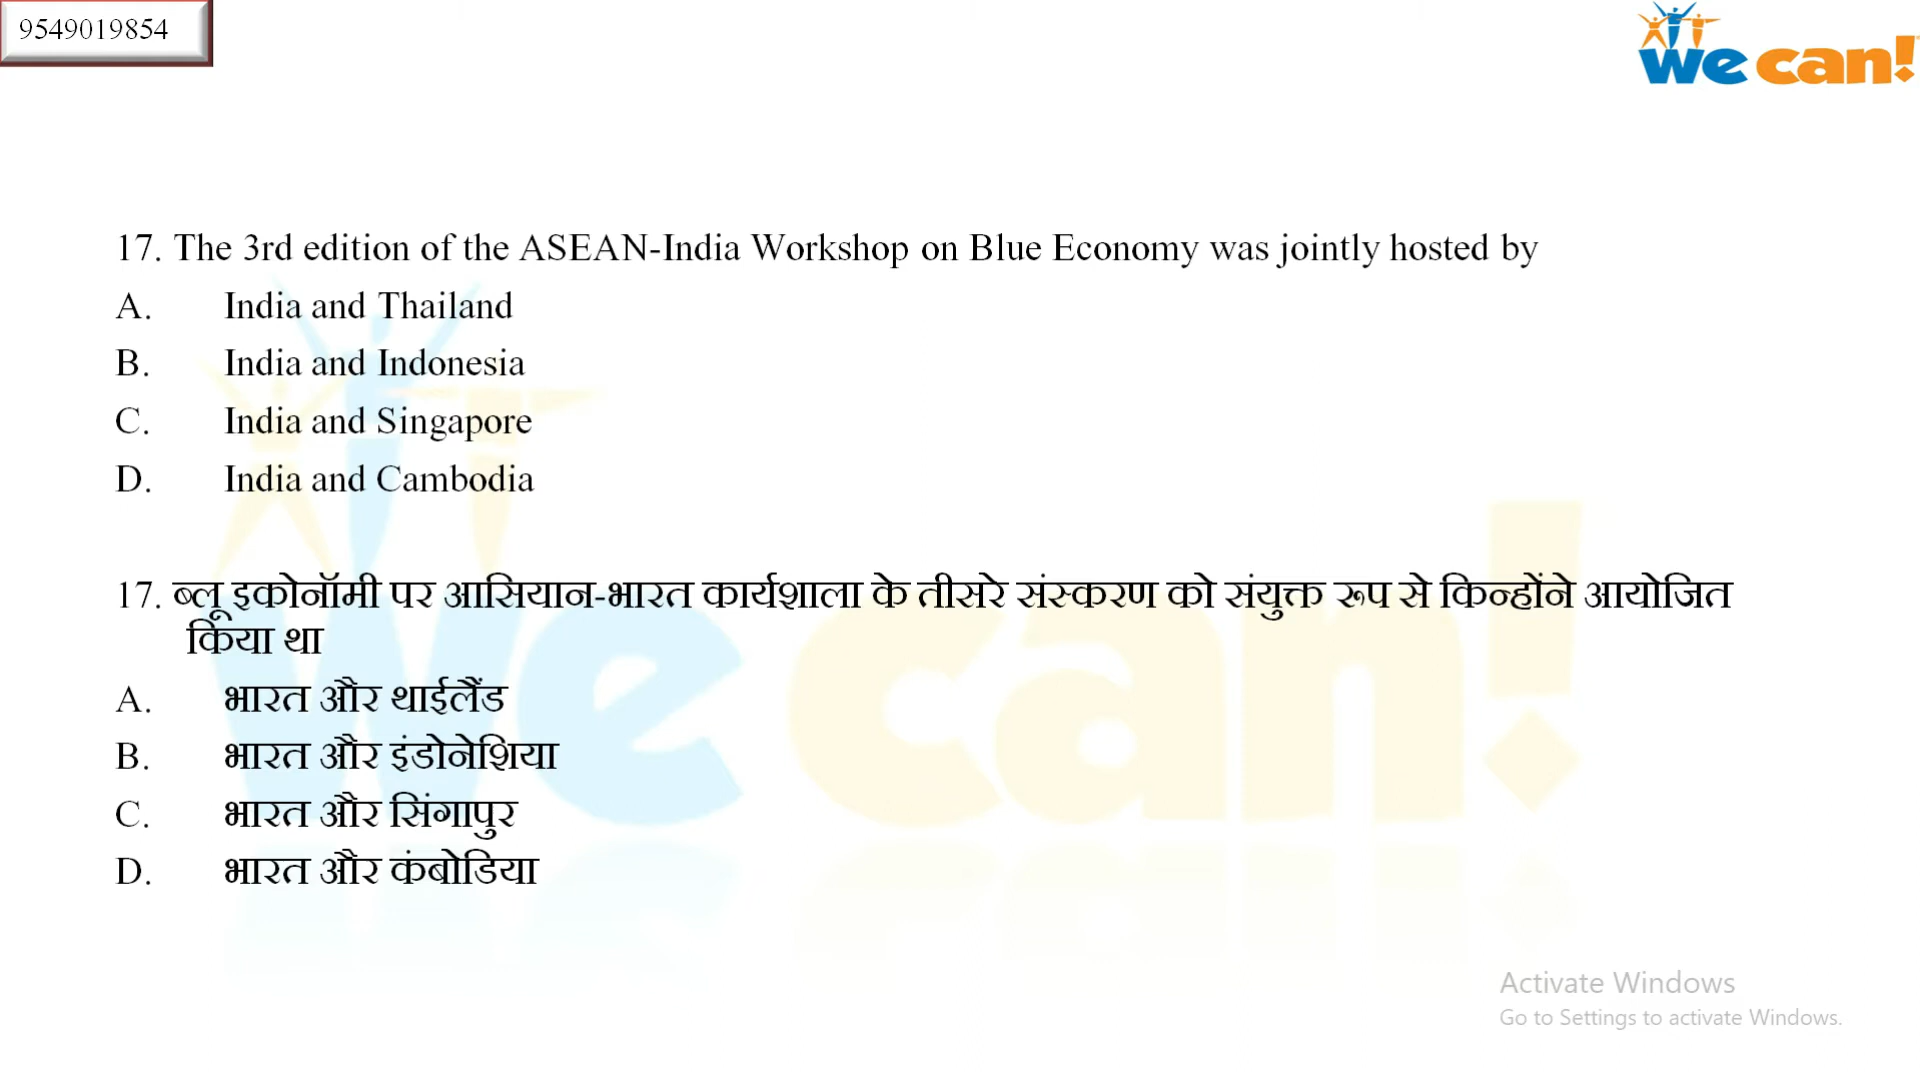 9549019854
We can!
17. The 3rd edition of the ASEAN-India Workshop on Blue Economy was jointly hosted by
A. India and Thailand
B. India and Indonesia
C. India and Singapore
D. India and Cambodia
17. ब्लू इकोनॉमी पर आसियान-भारत कार्यशाला के तीसरे संस्करण को संयुक्त रूप से किन्होंने आयोजित
किया था
A. भारत और थाईलैंड
B. भारत और इंडोनेशिया
C. भारत और सिंगापुर
D. भारत और कंबोडिया
We can!
Activate Windows
Go to Settings to activate Windows.